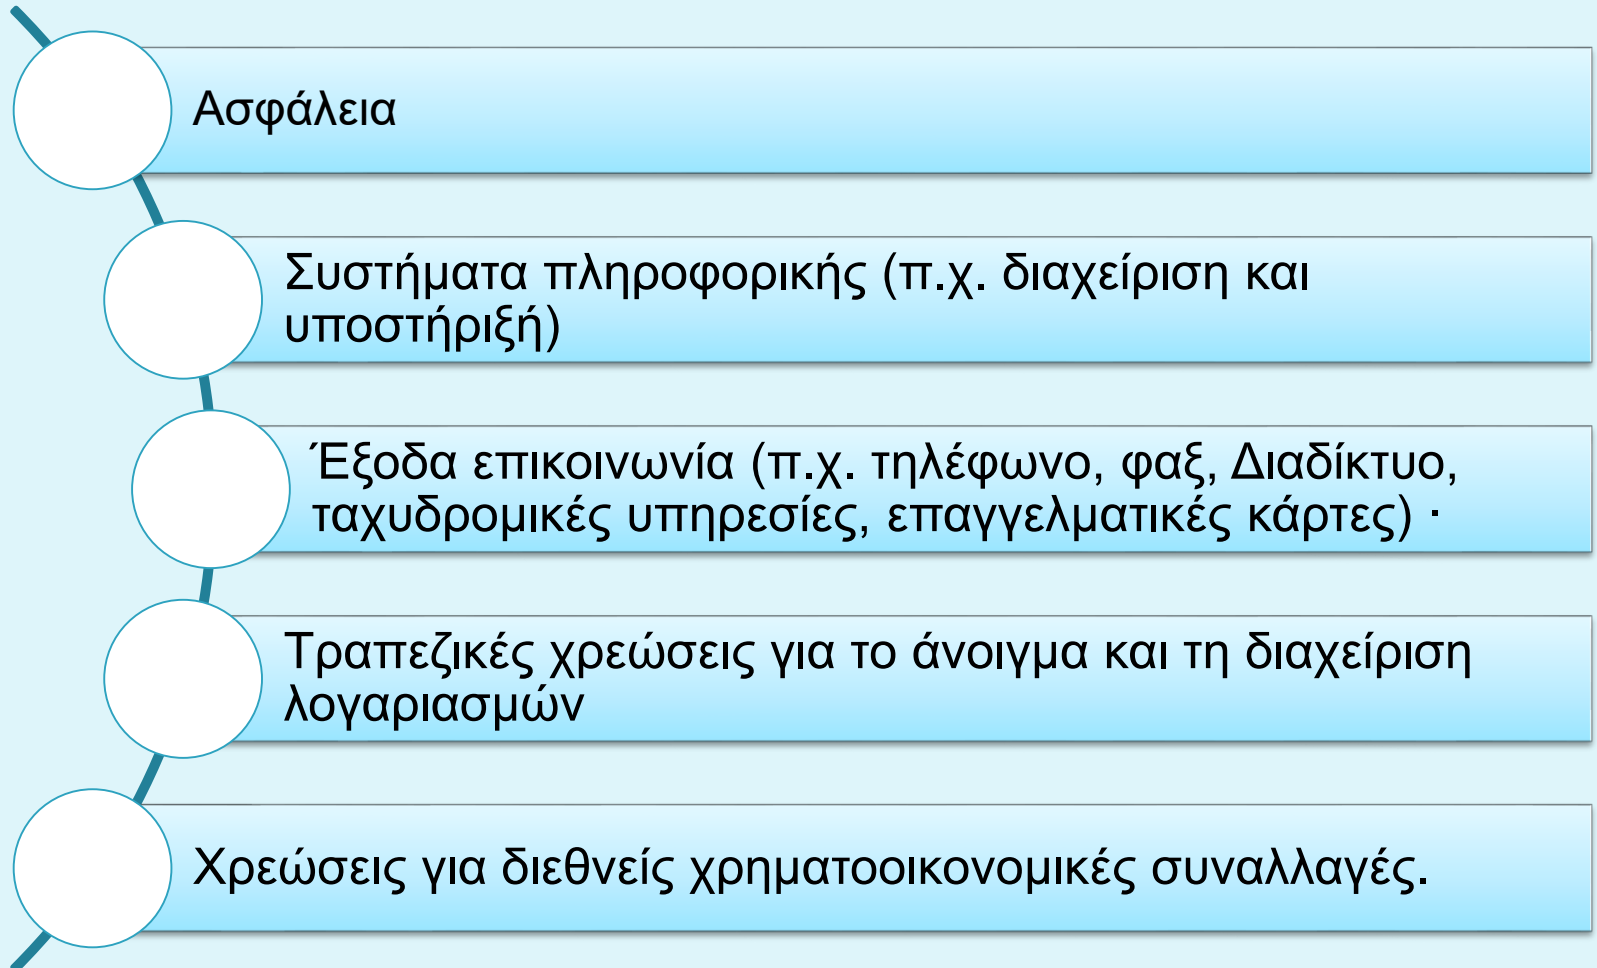 Ασφάλεια
Συστήματα πληροφορικής (π.χ. διαχείριση και
υποστήριξή)
Έξοδα επικοινωνία (π.χ. τηλέφωνο, φαξ, Διαδίκτυο,
ταχυδρομικές υπηρεσίες, επαγγελματικές κάρτες) ·
Τραπεζικές χρεώσεις για το άνοιγμα και τη διαχείριση
λογαριασμών
Χρεώσεις για διεθνείς χρηματοοικονομικές συναλλαγές.